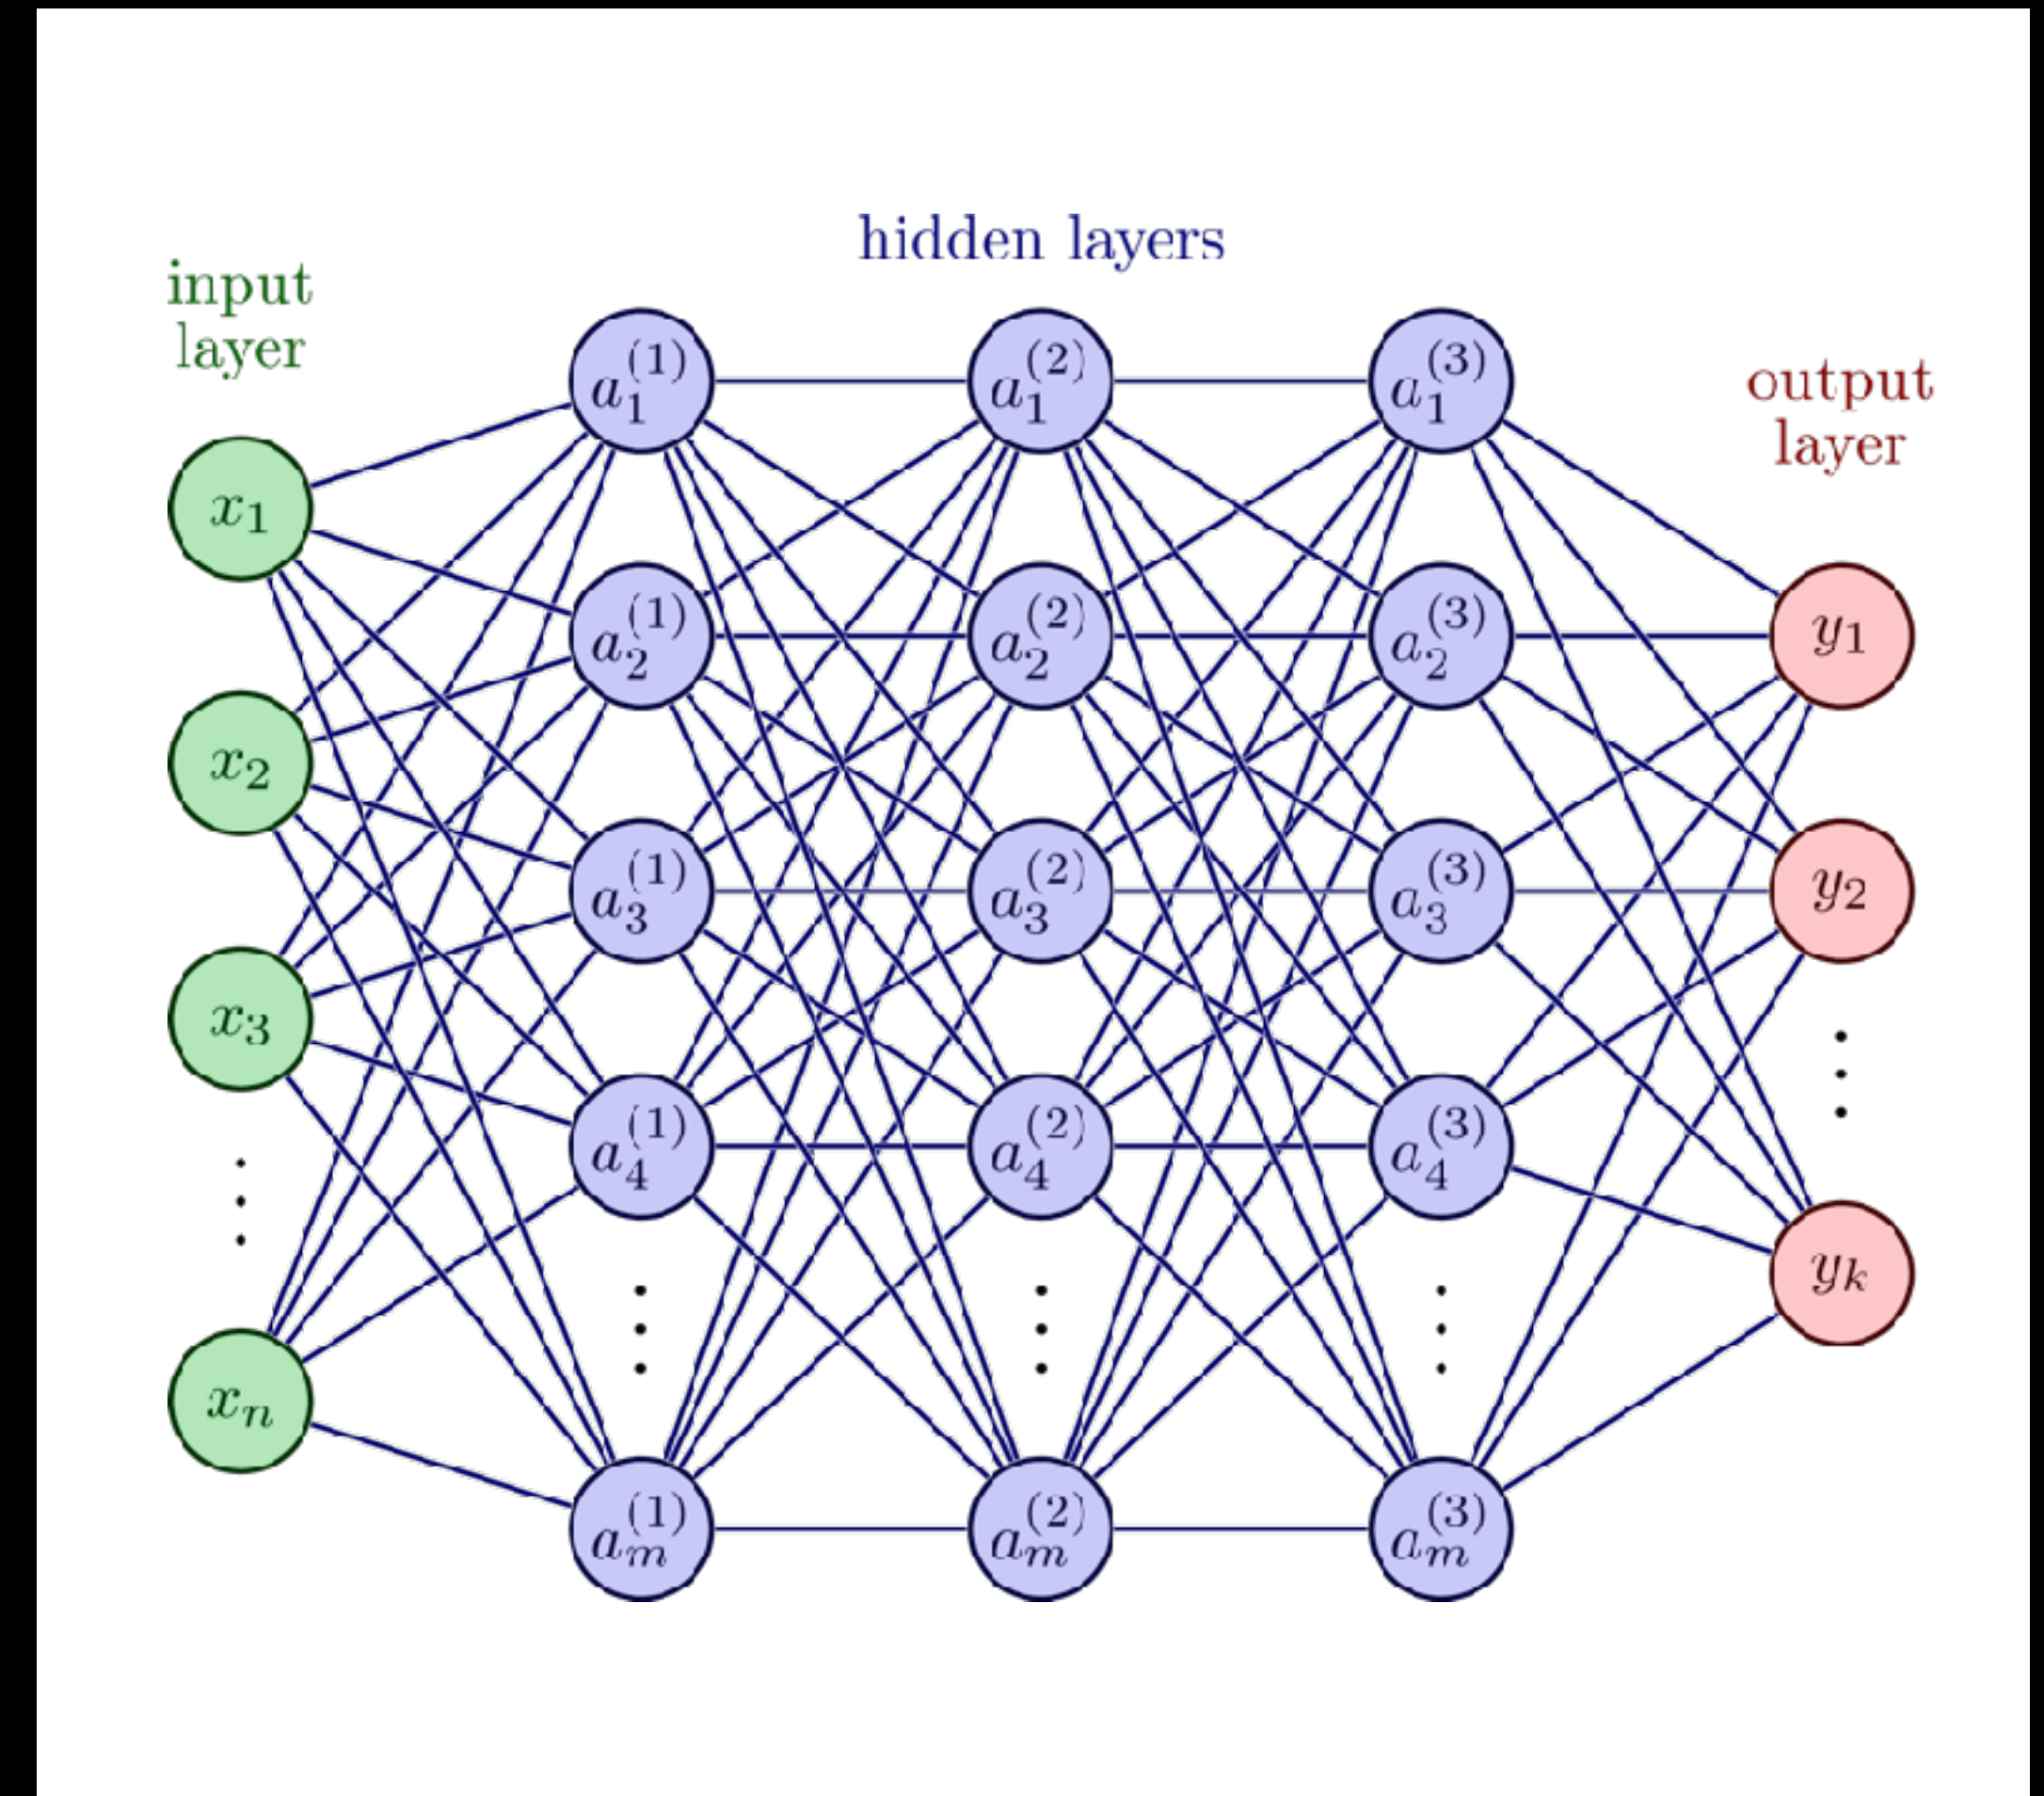 hidden layers
input
layer
output
layer
x₁
x₂
x₃
⋮
xₙ
a₁⁽¹⁾
a₂⁽¹⁾
a₃⁽¹⁾
a₄⁽¹⁾
⋮
aₘ⁽¹⁾
a₁⁽²⁾
a₂⁽²⁾
a₃⁽²⁾
a₄⁽²⁾
⋮
aₘ⁽²⁾
a₁⁽³⁾
a₂⁽³⁾
a₃⁽³⁾
a₄⁽³⁾
⋮
aₘ⁽³⁾
y₁
y₂
⋮
yₖ